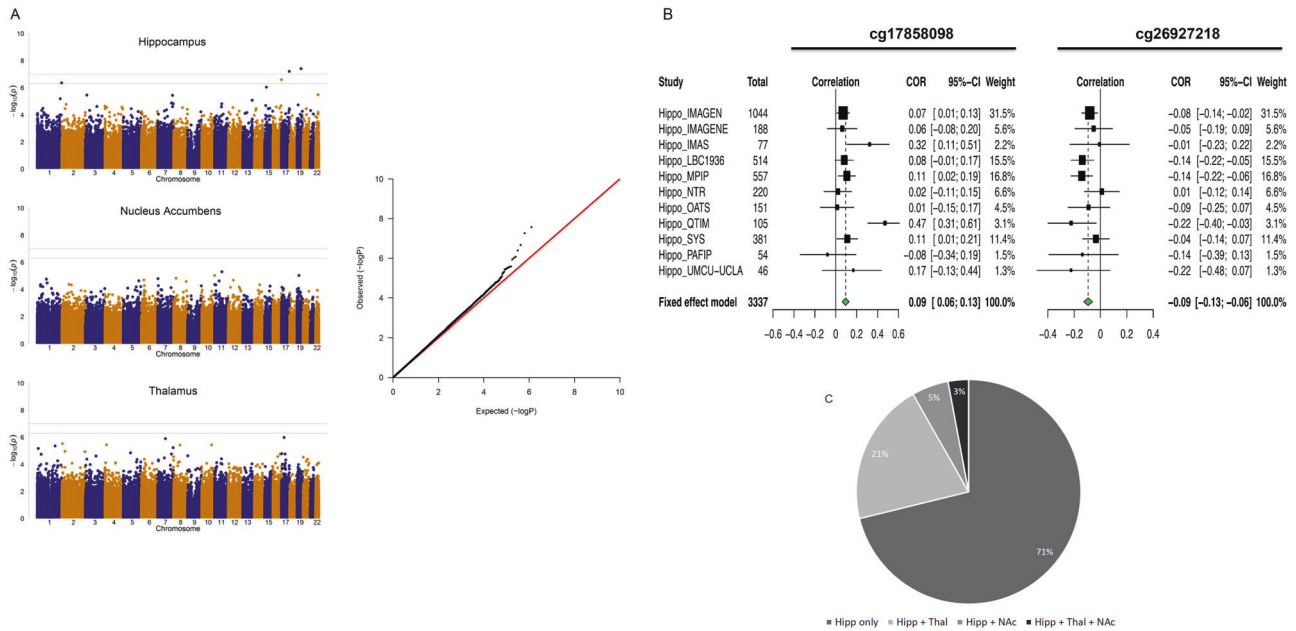 A
Hippocampus
10
8
6
4
2
0
−log10(p)
1 2 3 4 5 6 7 8 9 10 11 12 13 15 17 19 22
Chromosome
Nucleus Accumbens
10
8
6
4
2
0
−log10(p)
1 2 3 4 5 6 7 8 9 10 11 12 13 15 17 19 22
Chromosome
Thalamus
10
8
6
4
2
0
−log10(p)
1 2 3 4 5 6 7 8 9 10 11 12 13 15 17 19 22
Chromosome
10
8
6
4
2
0
Observed (−logP)
0 2 4 6 8 10
Expected (−logP)
B
cg17858098 cg26927218
Study Total Correlation COR 95%−CI Weight Correlation COR 95%−CI Weight
Hippo_IMAGEN 1044 0.07 [ 0.01; 0.13] 31.5% −0.08 [−0.14; −0.02] 31.5%
Hippo_IMAGENE 188 0.06 [−0.08; 0.20] 5.6% −0.05 [−0.19; 0.09] 5.6%
Hippo_IMAS 77 0.32 [ 0.11; 0.51] 2.2% −0.01 [−0.23; 0.22] 2.2%
Hippo_LBC1936 514 0.08 [−0.01; 0.17] 15.5% −0.14 [−0.22; −0.05] 15.5%
Hippo_MPIP 557 0.11 [ 0.02; 0.19] 16.8% −0.14 [−0.22; −0.06] 16.8%
Hippo_NTR 220 0.02 [−0.11; 0.15] 6.6% 0.01 [−0.12; 0.14] 6.6%
Hippo_OATS 151 0.01 [−0.15; 0.17] 4.5% −0.09 [−0.25; 0.07] 4.5%
Hippo_QTIM 105 0.47 [ 0.31; 0.61] 3.1% −0.22 [−0.40; −0.03] 3.1%
Hippo_SYS 381 0.11 [ 0.01; 0.21] 11.4% −0.04 [−0.14; 0.07] 11.4%
Hippo_PAFIP 54 −0.08 [−0.34; 0.19] 1.5% −0.14 [−0.39; 0.13] 1.5%
Hippo_UMCU−UCLA 46 0.17 [−0.13; 0.44] 1.3% −0.22 [−0.48; 0.07] 1.3%
Fixed effect model 3337 0.09 [ 0.06; 0.13] 100.0% −0.09 [−0.13; −0.06] 100.0%
−0.6 −0.4 −0.2 0 0.2 0.4 0.6 −0.4 −0.2 0 0.2 0.4
C
5%
3%
21%
71%
Hipp only Hipp + Thal Hipp + NAc Hipp + Thal + NAc